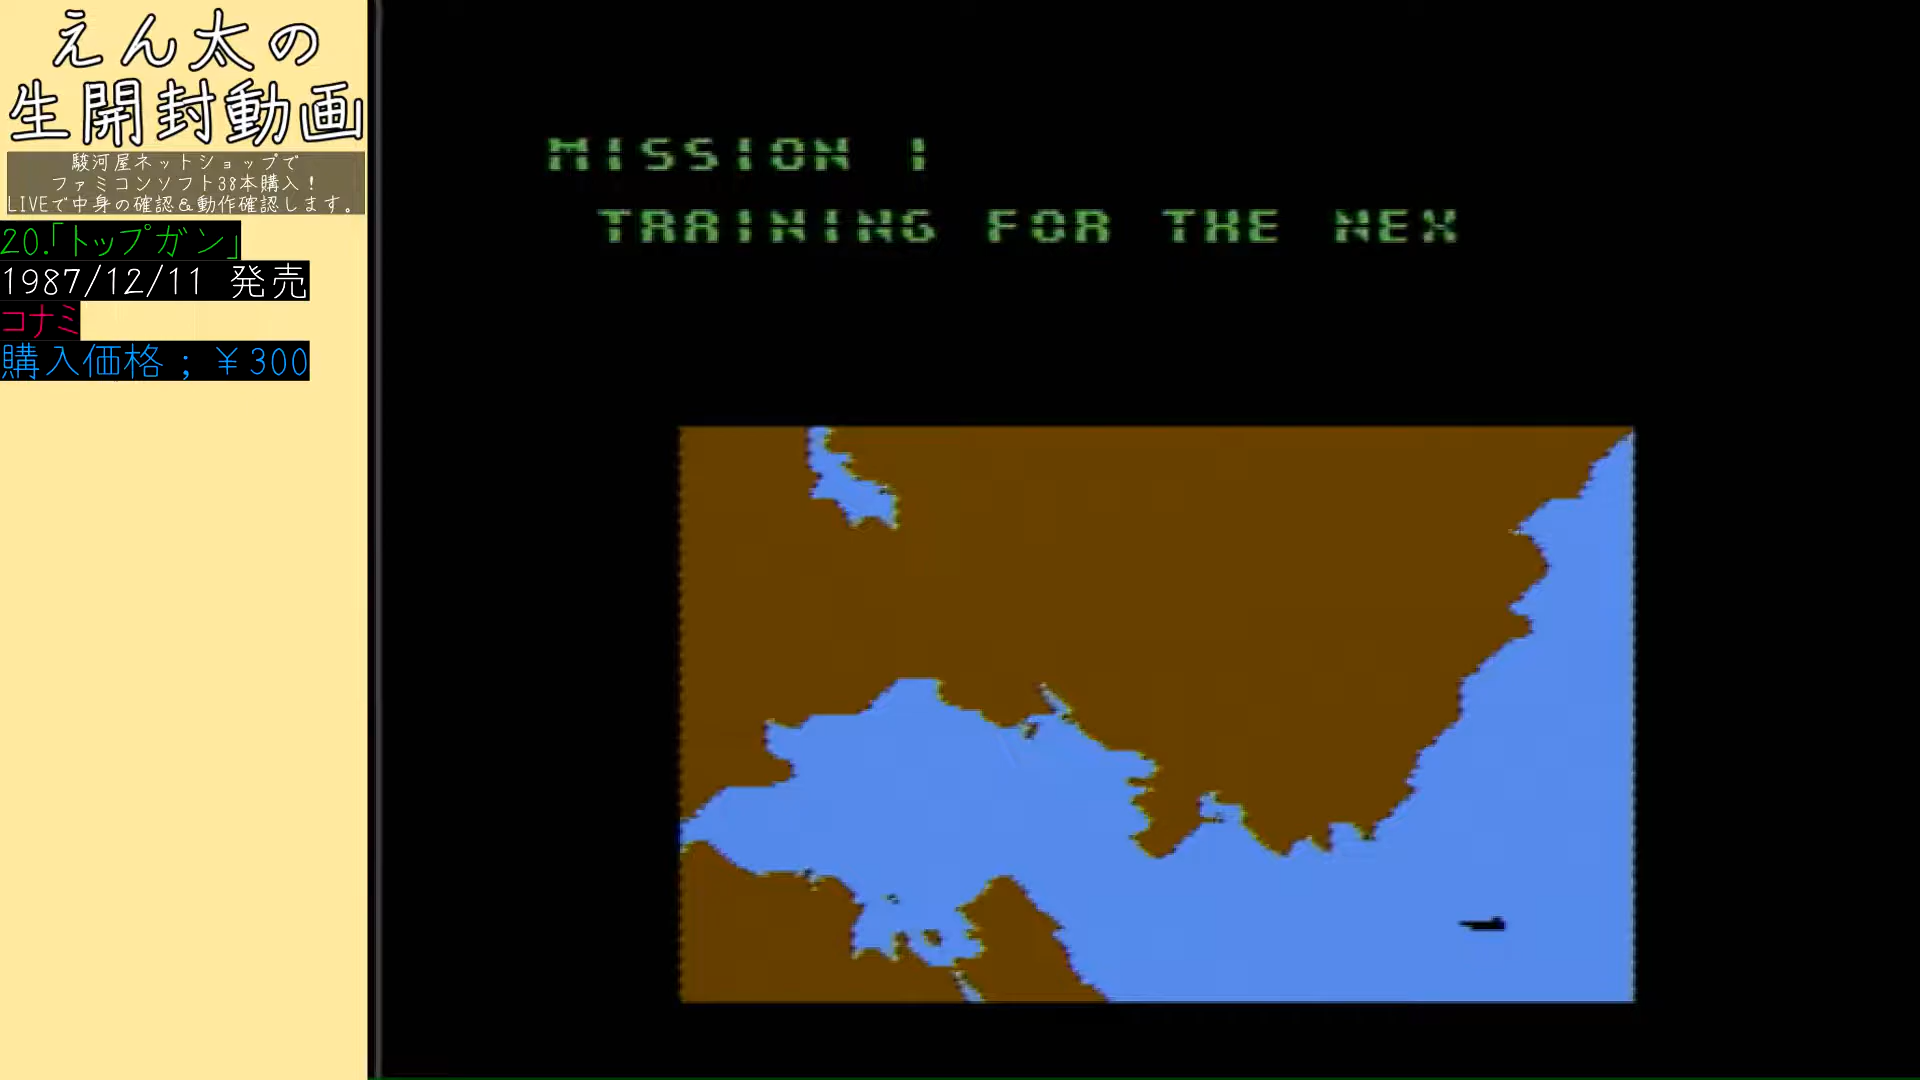 えん太の
生開封動画
駿河屋ネットショップで
ファミコンソフト38本購入！
LIVEで中身の確認＆動作確認します。
20.「トップガン」
1987/12/11 発売
コナミ
購入価格；￥300
MISSION 1
TRAINING FOR THE NEX